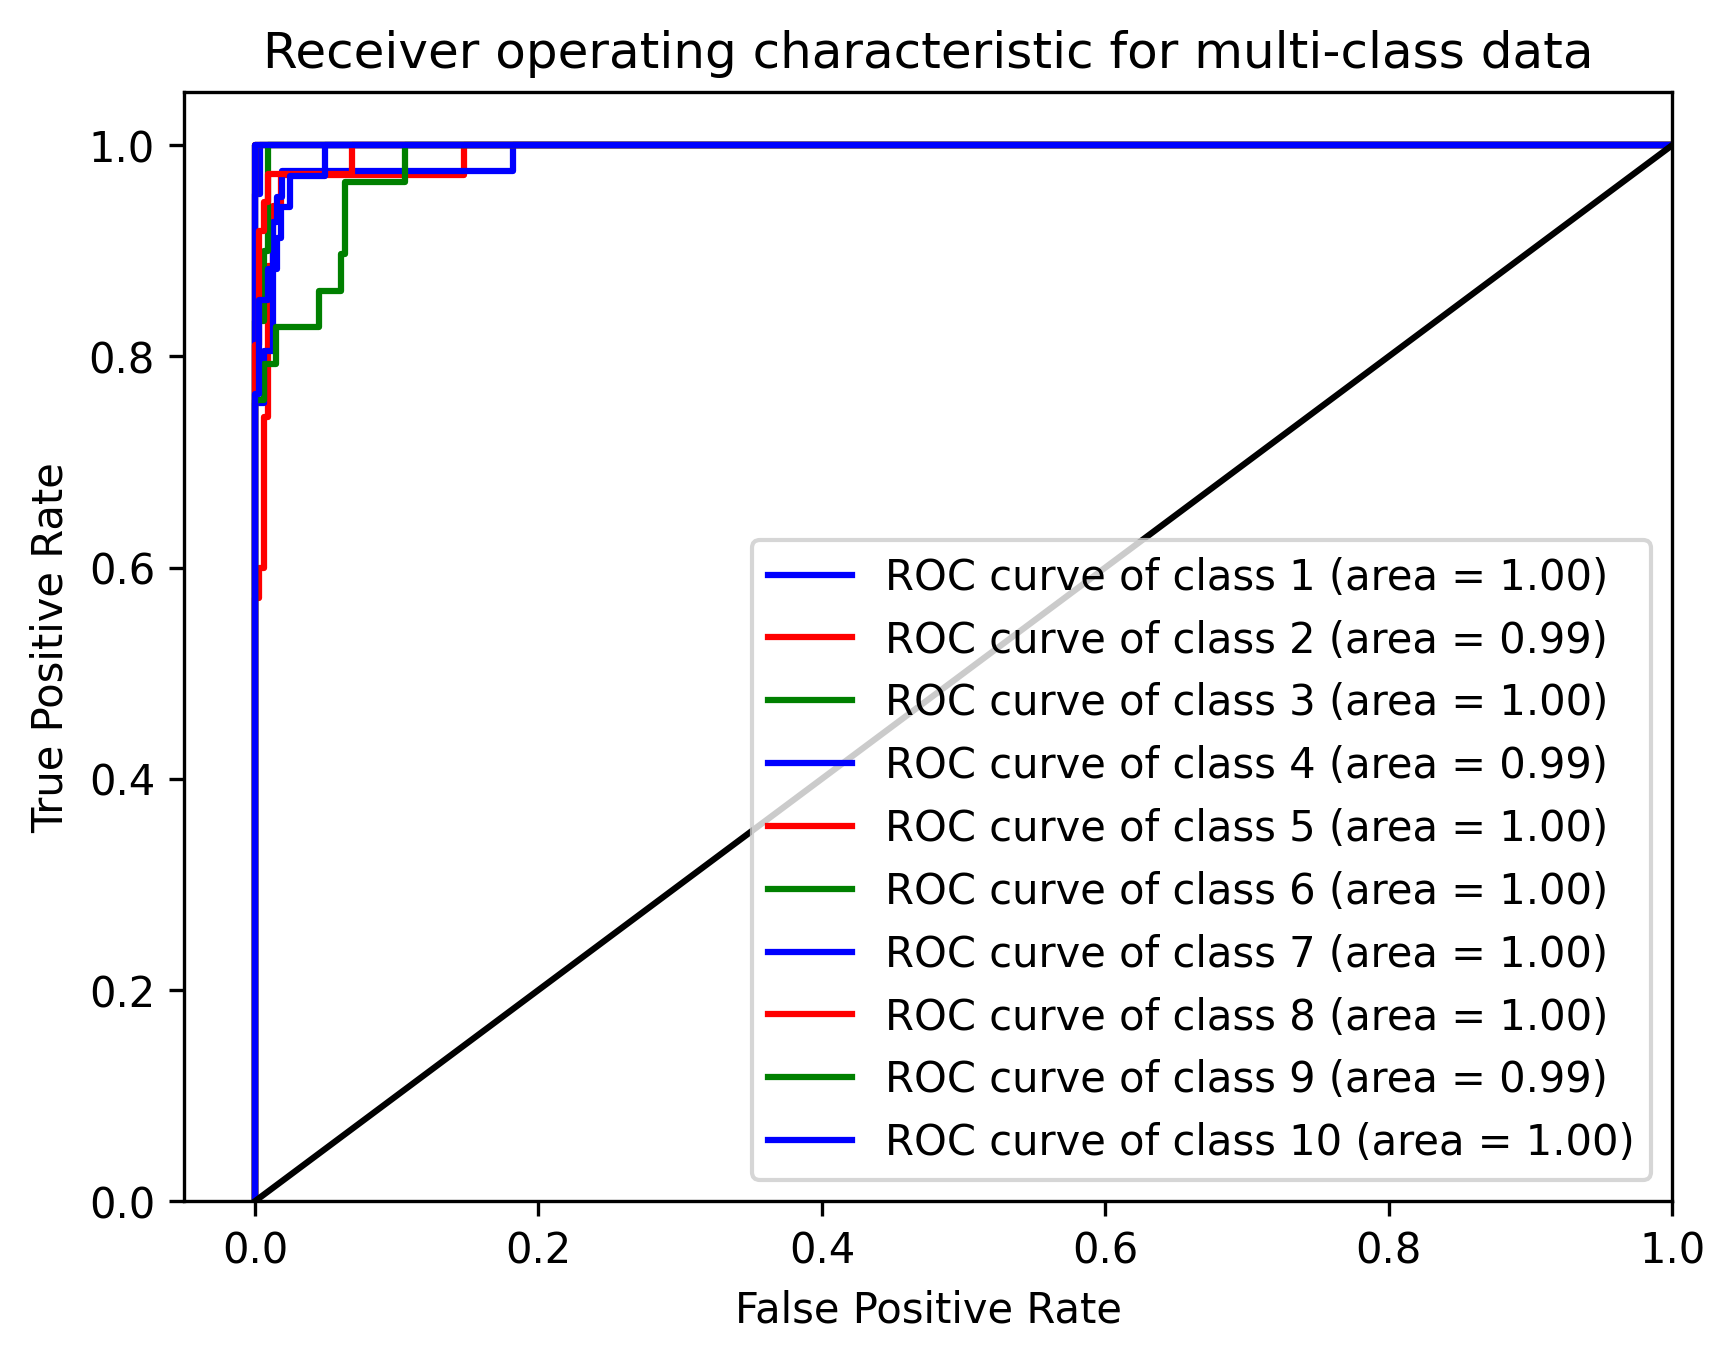 Receiver operating characteristic for multi-class data
1.0
0.8
0.6
0.4
0.2
0.0
True Positive Rate
ROC curve of class 1 (area = 1.00)
ROC curve of class 2 (area = 0.99)
ROC curve of class 3 (area = 1.00)
ROC curve of class 4 (area = 0.99)
ROC curve of class 5 (area = 1.00)
ROC curve of class 6 (area = 1.00)
ROC curve of class 7 (area = 1.00)
ROC curve of class 8 (area = 1.00)
ROC curve of class 9 (area = 0.99)
ROC curve of class 10 (area = 1.00)
0.0 0.2 0.4 0.6 0.8 1.0
False Positive Rate